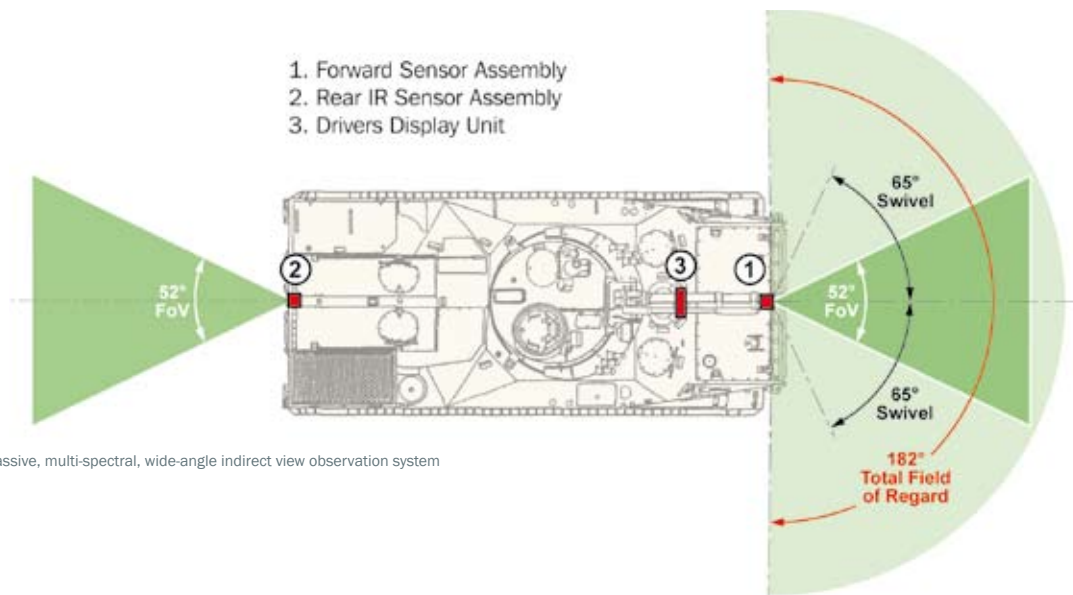 1. Forward Sensor Assembly
2. Rear IR Sensor Assembly
3. Drivers Display Unit
65°
Swivel
2
3
1
52°
FoV
52°
FoV
65°
Swivel
182°
Total Field
of Regard
multi-spectral, wide-angle indirect view observation system